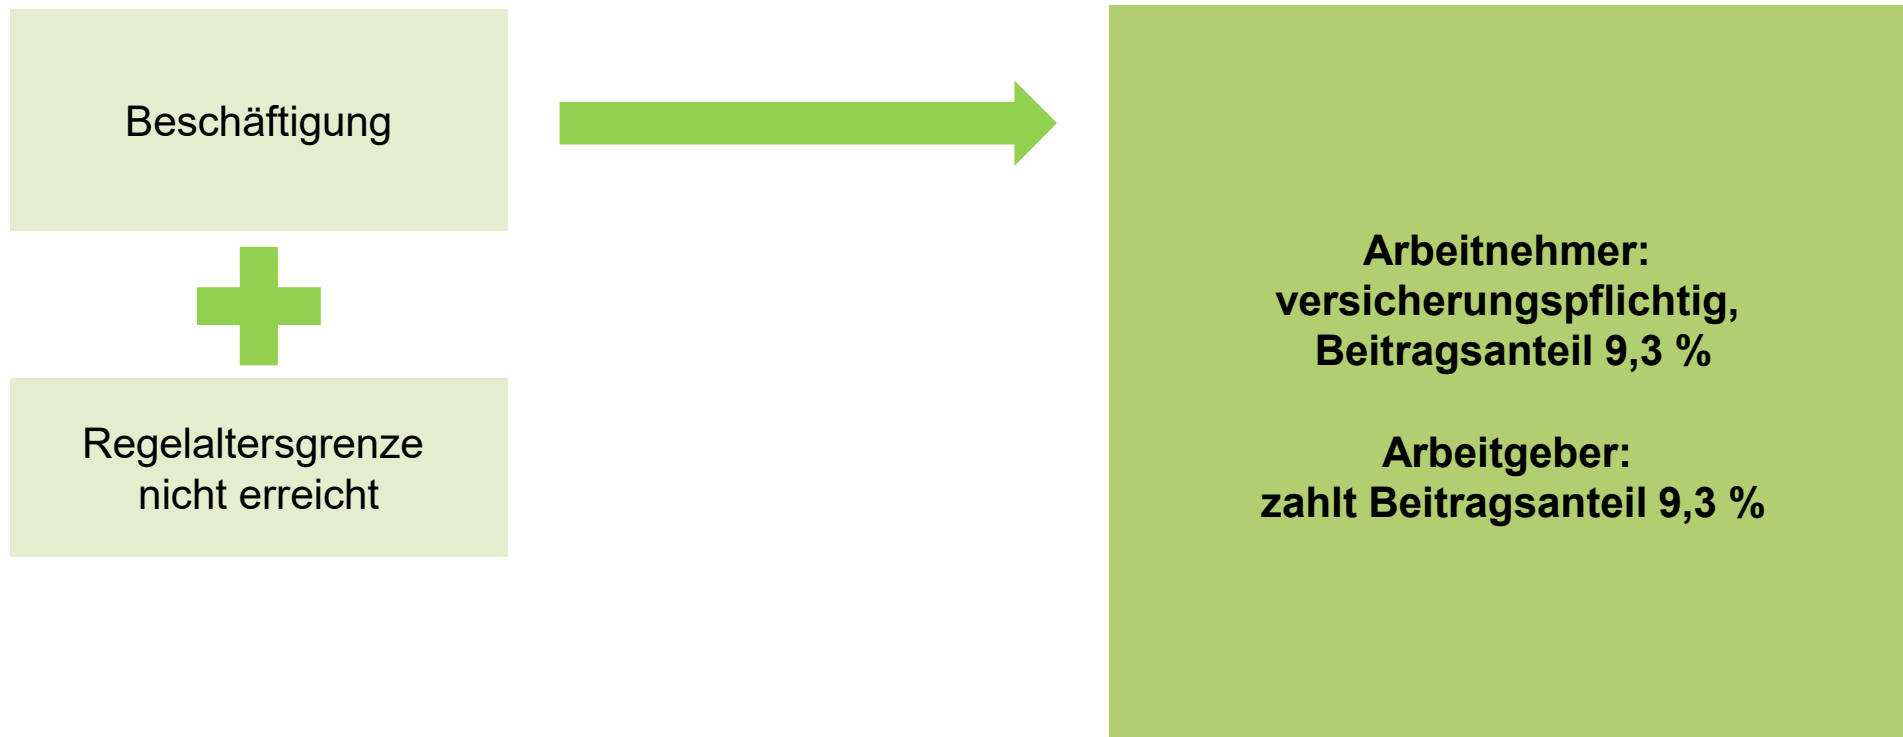 Beschäftigung
Regelaltersgrenze
nicht erreicht
Arbeitnehmer:
versicherungspflichtig,
Beitragsanteil 9,3 %
Arbeitgeber:
zahlt Beitragsanteil 9,3 %